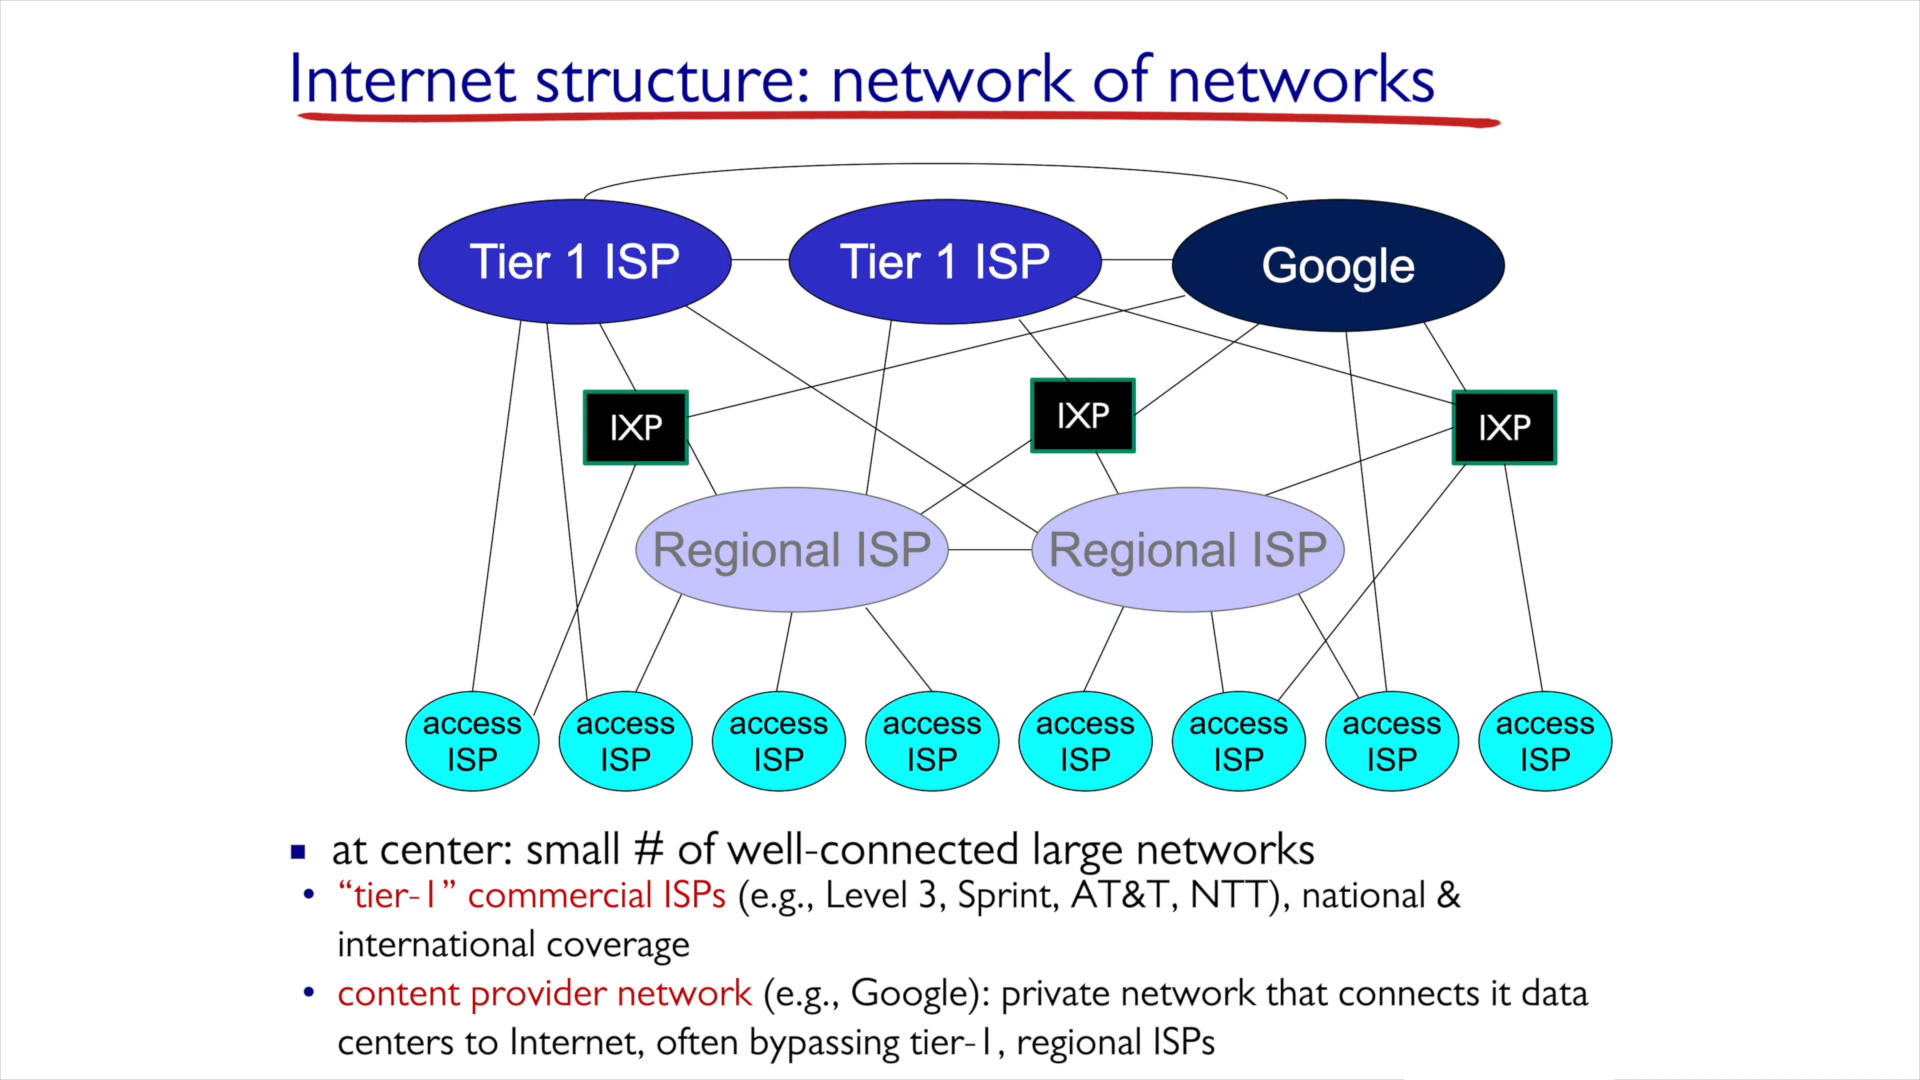 Internet structure: network of networks
Tier 1 ISP
Tier 1 ISP
Google
IXP
IXP
IXP
Regional ISP
Regional ISP
access
ISP
access
ISP
access
ISP
access
ISP
access
ISP
access
ISP
access
ISP
access
ISP
▪ at center: small # of well-connected large networks
• “tier-1” commercial ISPs (e.g., Level 3, Sprint, AT&T, NTT), national &
international coverage
• content provider network (e.g., Google): private network that connects it data
centers to Internet, often bypassing tier-1, regional ISPs